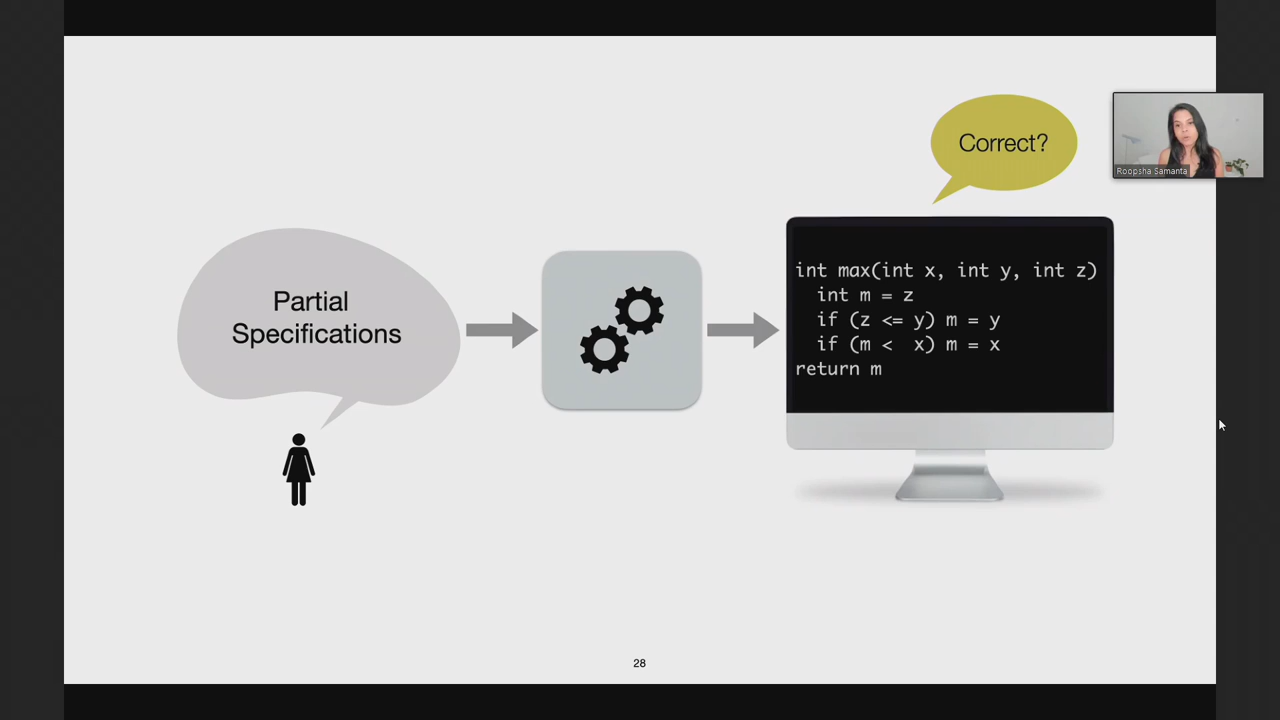 Correct?
Roopsha Samanta
Partial
Specifications
int max(int x, int y, int z)
  int m = z
  if (z <= y) m = y
  if (m <  x) m = x
return m
28